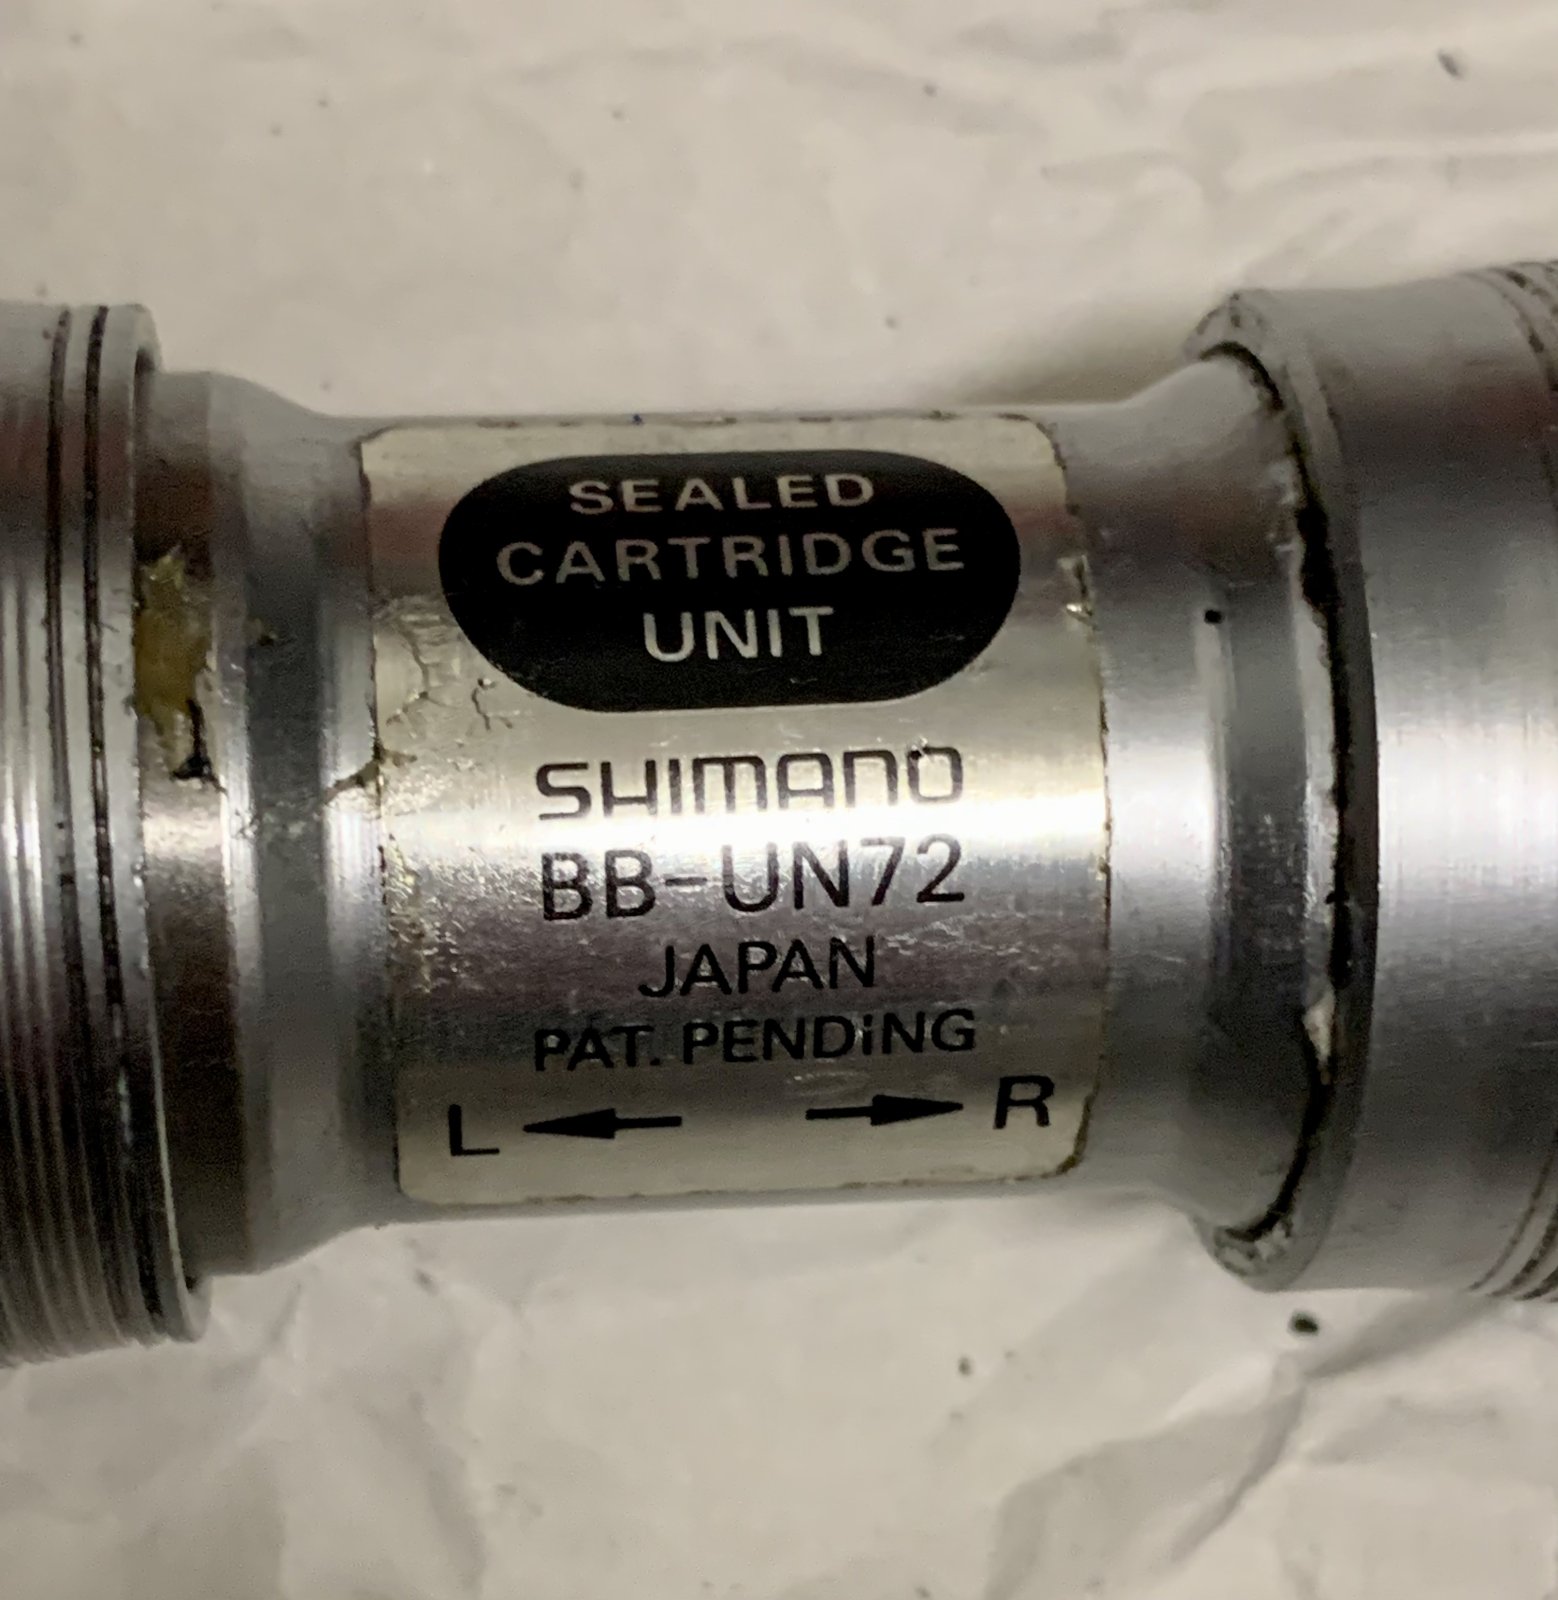 SEALED
CARTRIDGE
UNIT
SHIMANO
BB-UN72
JAPAN
PAT. PENDiNG
L R